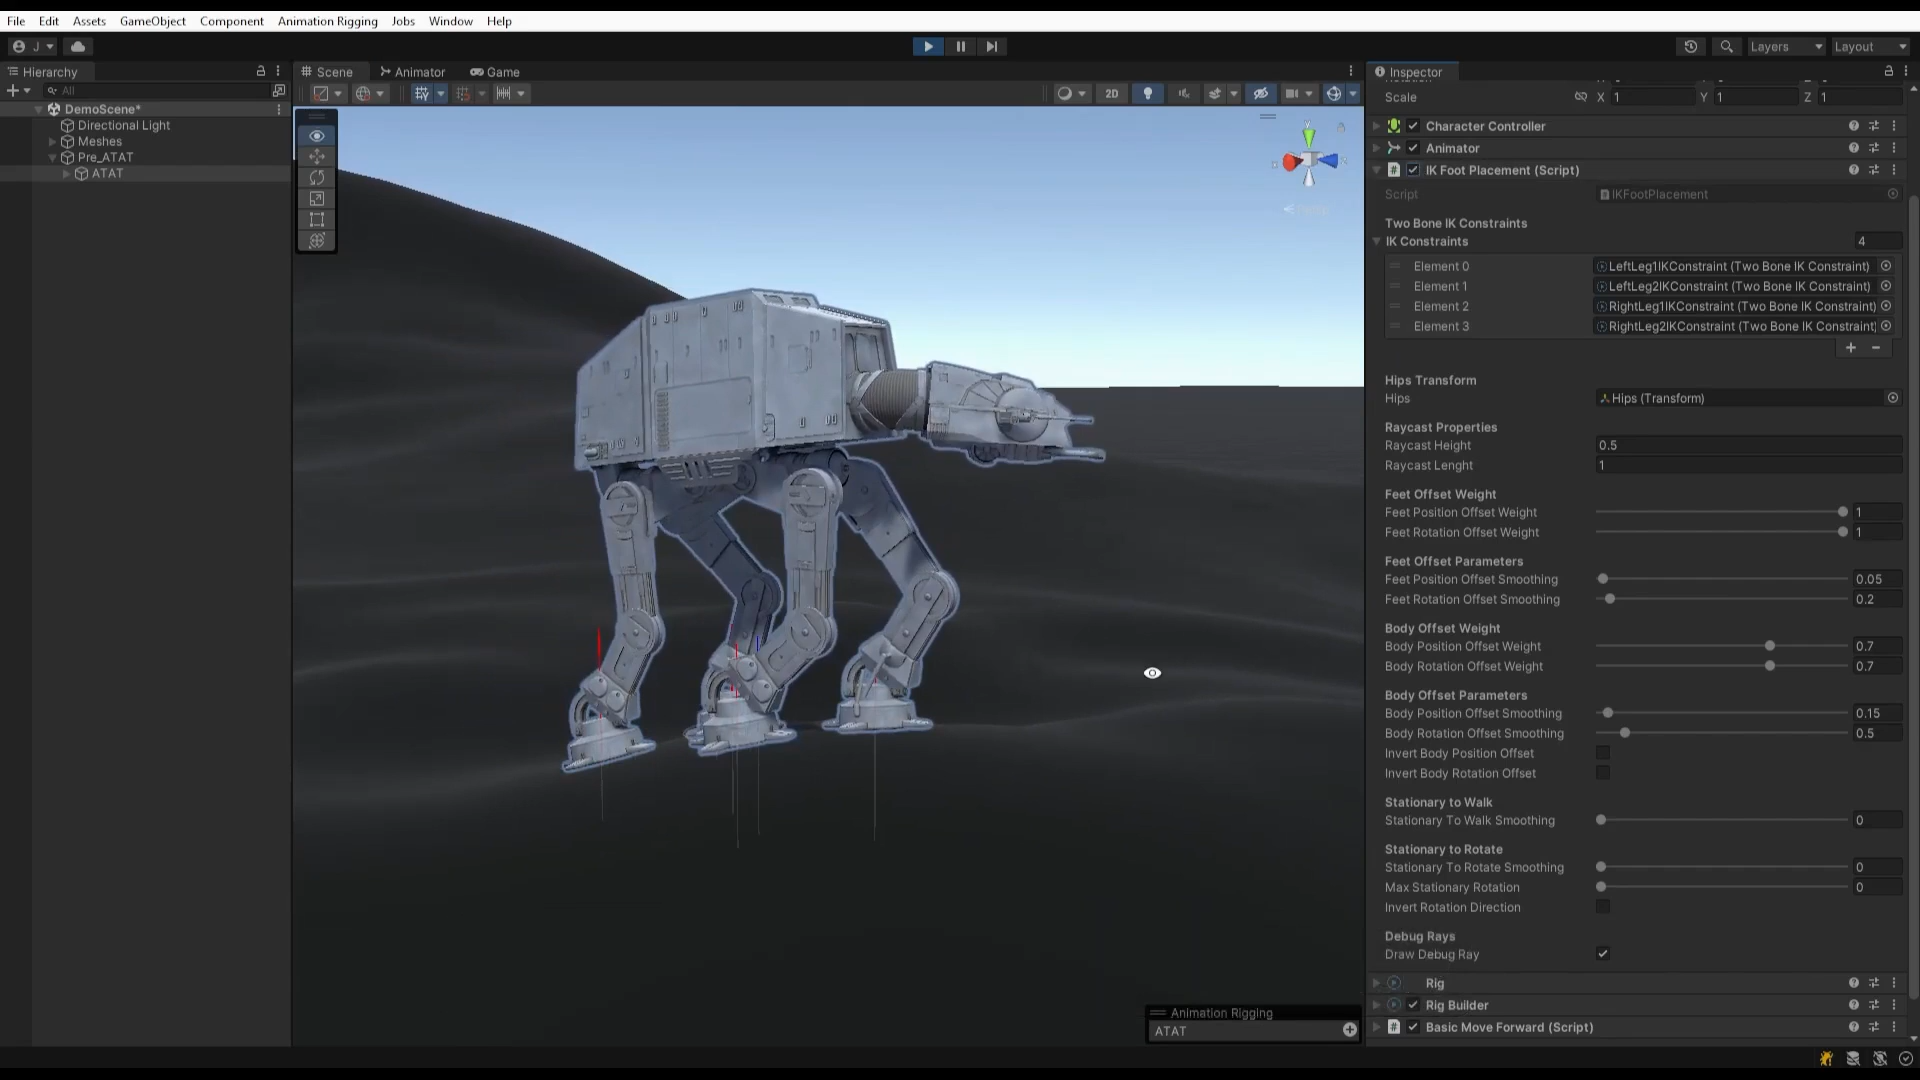 File Edit Assets GameObject Component Animation Rigging Jobs Window Help
J
Layers Layout
Hierarchy
All
DemoScene*
Directional Light
Meshes
Pre_ATAT
ATAT
Scene Animator Game
2D
Animation Rigging
ATAT
Inspector
Scale X 1 Y 1 Z 1
Character Controller
Animator
IK Foot Placement (Script)
Script IKFootPlacement
Two Bone IK Constraints
IK Constraints 4
Element 0 LeftLeg1IKConstraint (Two Bone IK Constraint)
Element 1 LeftLeg2IKConstraint (Two Bone IK Constraint)
Element 2 RightLeg1IKConstraint (Two Bone IK Constraint)
Element 3 RightLeg2IKConstraint (Two Bone IK Constraint)
Hips Transform
Hips Hips (Transform)
Raycast Properties
Raycast Height 0.5
Raycast Lenght 1
Feet Offset Weight
Feet Position Offset Weight 1
Feet Rotation Offset Weight 1
Feet Offset Parameters
Feet Position Offset Smoothing 0.05
Feet Rotation Offset Smoothing 0.2
Body Offset Weight
Body Position Offset Weight 0.7
Body Rotation Offset Weight 0.7
Body Offset Parameters
Body Position Offset Smoothing 0.15
Body Rotation Offset Smoothing 0.5
Invert Body Position Offset
Invert Body Rotation Offset
Stationary to Walk
Stationary To Walk Smoothing 0
Stationary to Rotate
Stationary To Rotate Smoothing 0
Max Stationary Rotation 0
Invert Rotation Direction
Debug Rays
Draw Debug Ray
Rig
Rig Builder
Basic Move Forward (Script)